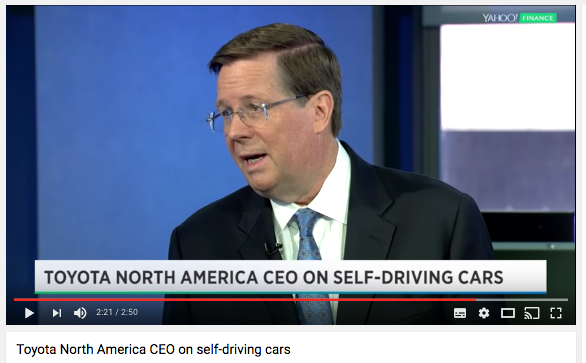 YAHOO! FINANCE
TOYOTA NORTH AMERICA CEO ON SELF-DRIVING CARS
2:21 / 2:50
Toyota North America CEO on self-driving cars